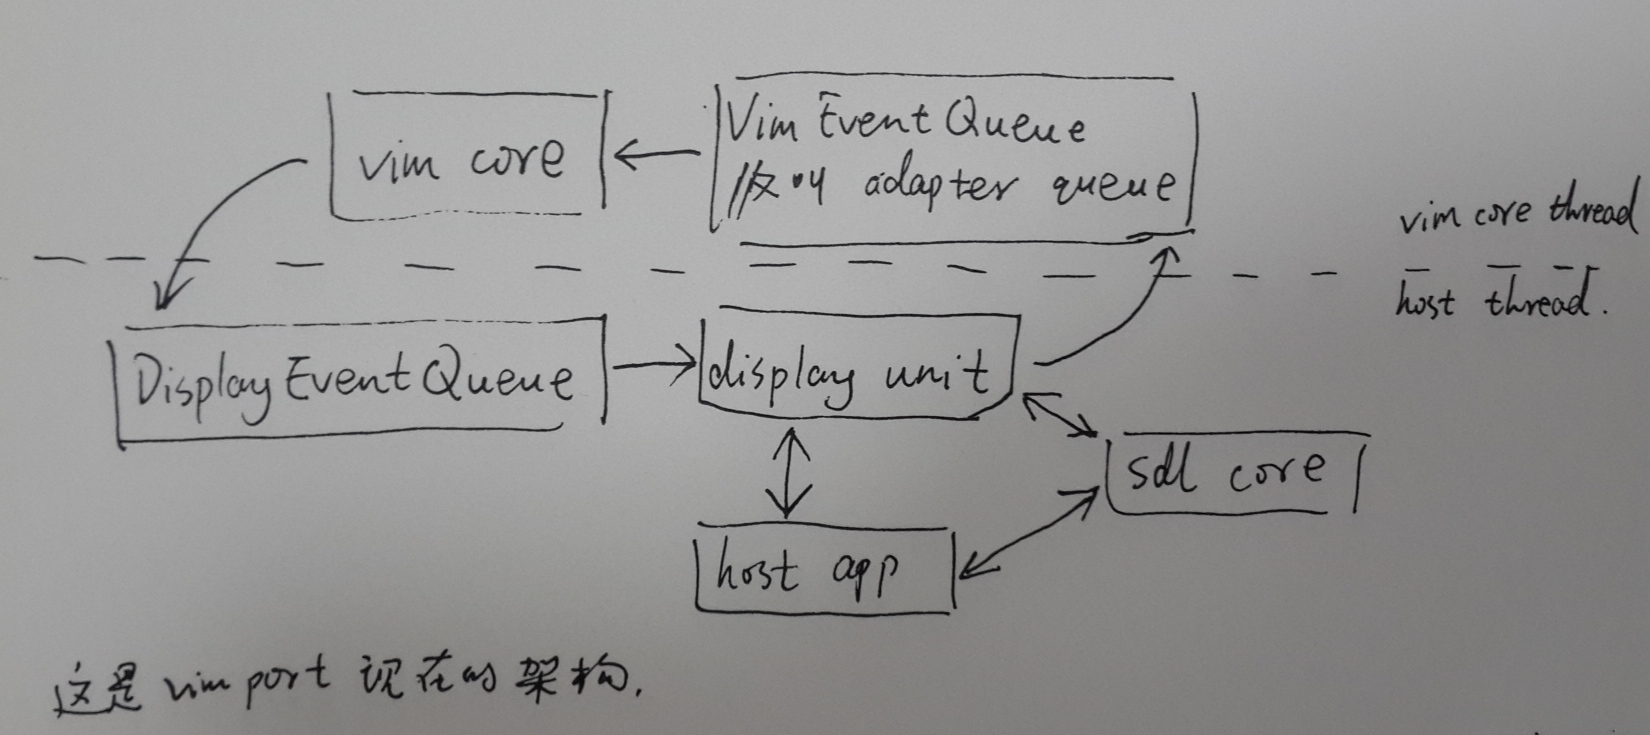 vim core
Vim Event Queue
//又叫 adapter queue
vim core thread
host thread.
Display Event Queue
display unit
sdl core
host app
这是 vim port 现在的架构.